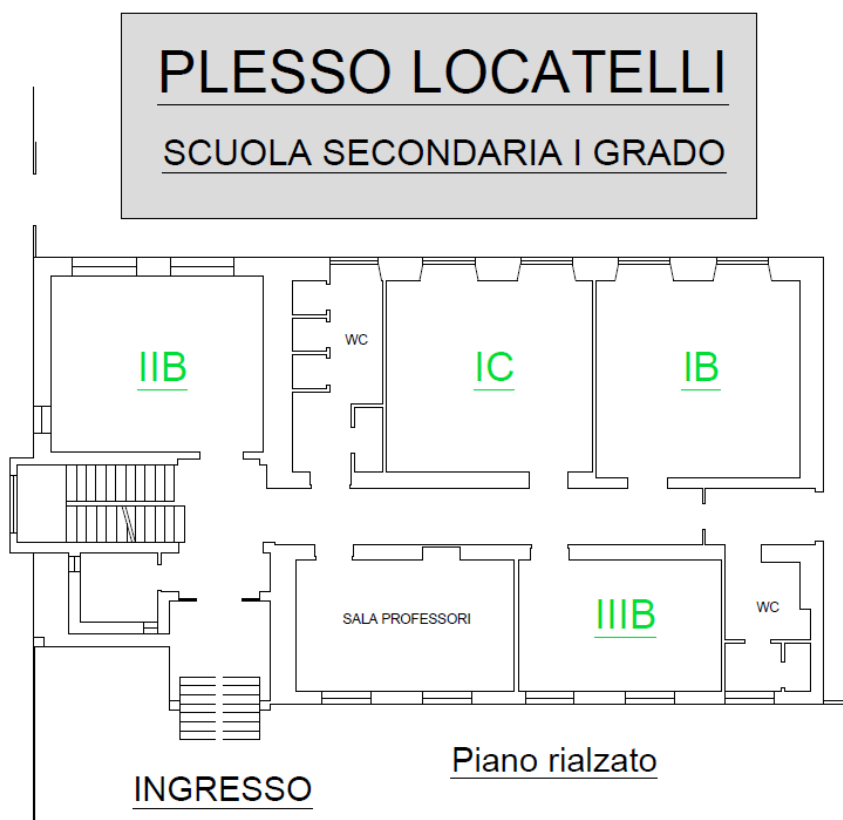 PLESSO LOCATELLI
SCUOLA SECONDARIA I GRADO
IIB
WC
IC
IB
SALA PROFESSORI
IIIB
WC
Piano rialzato
INGRESSO